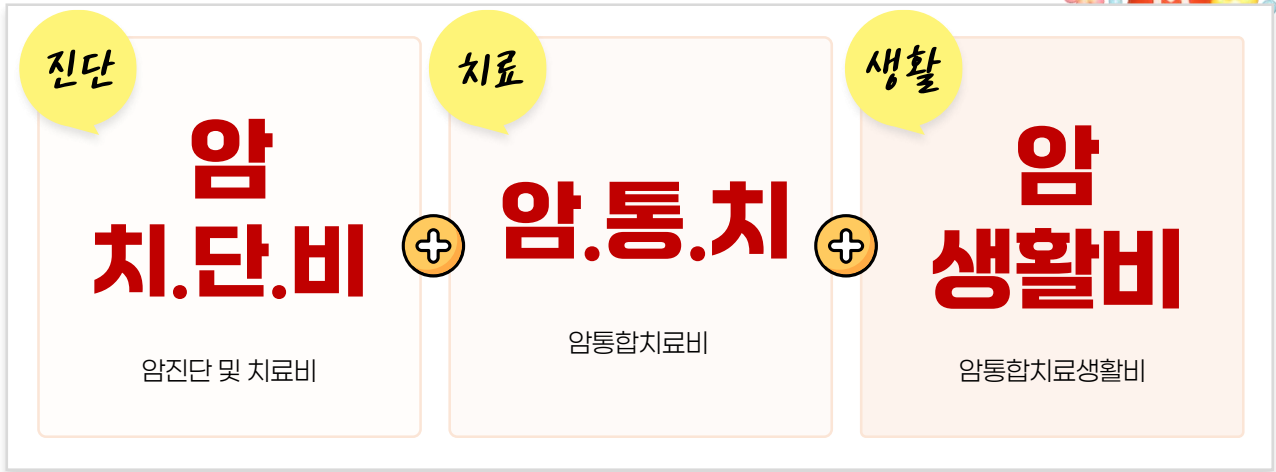 진단
암
치.단.비
암진단 및 치료비
치료
암.통.치
암통합치료비
생활
암
생활비
암통합치료생활비